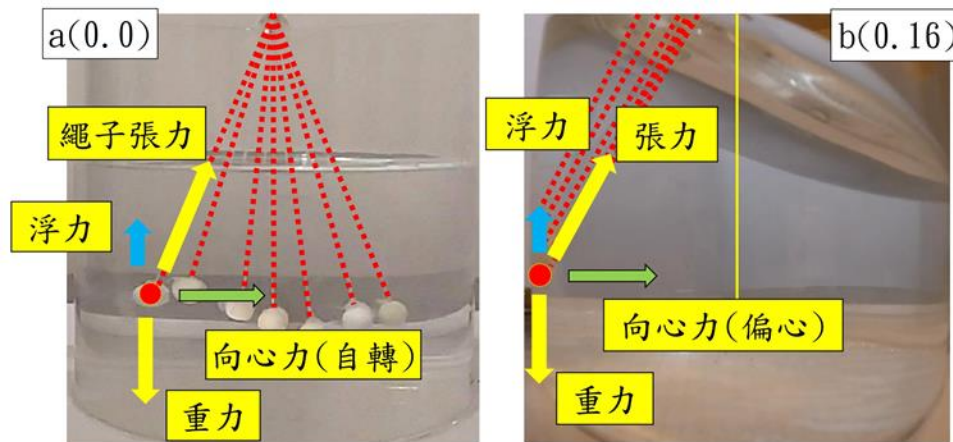 a(0.0)
繩子張力
浮力
向心力(自轉)
重力
b(0.16)
浮力
張力
向心力(偏心)
重力